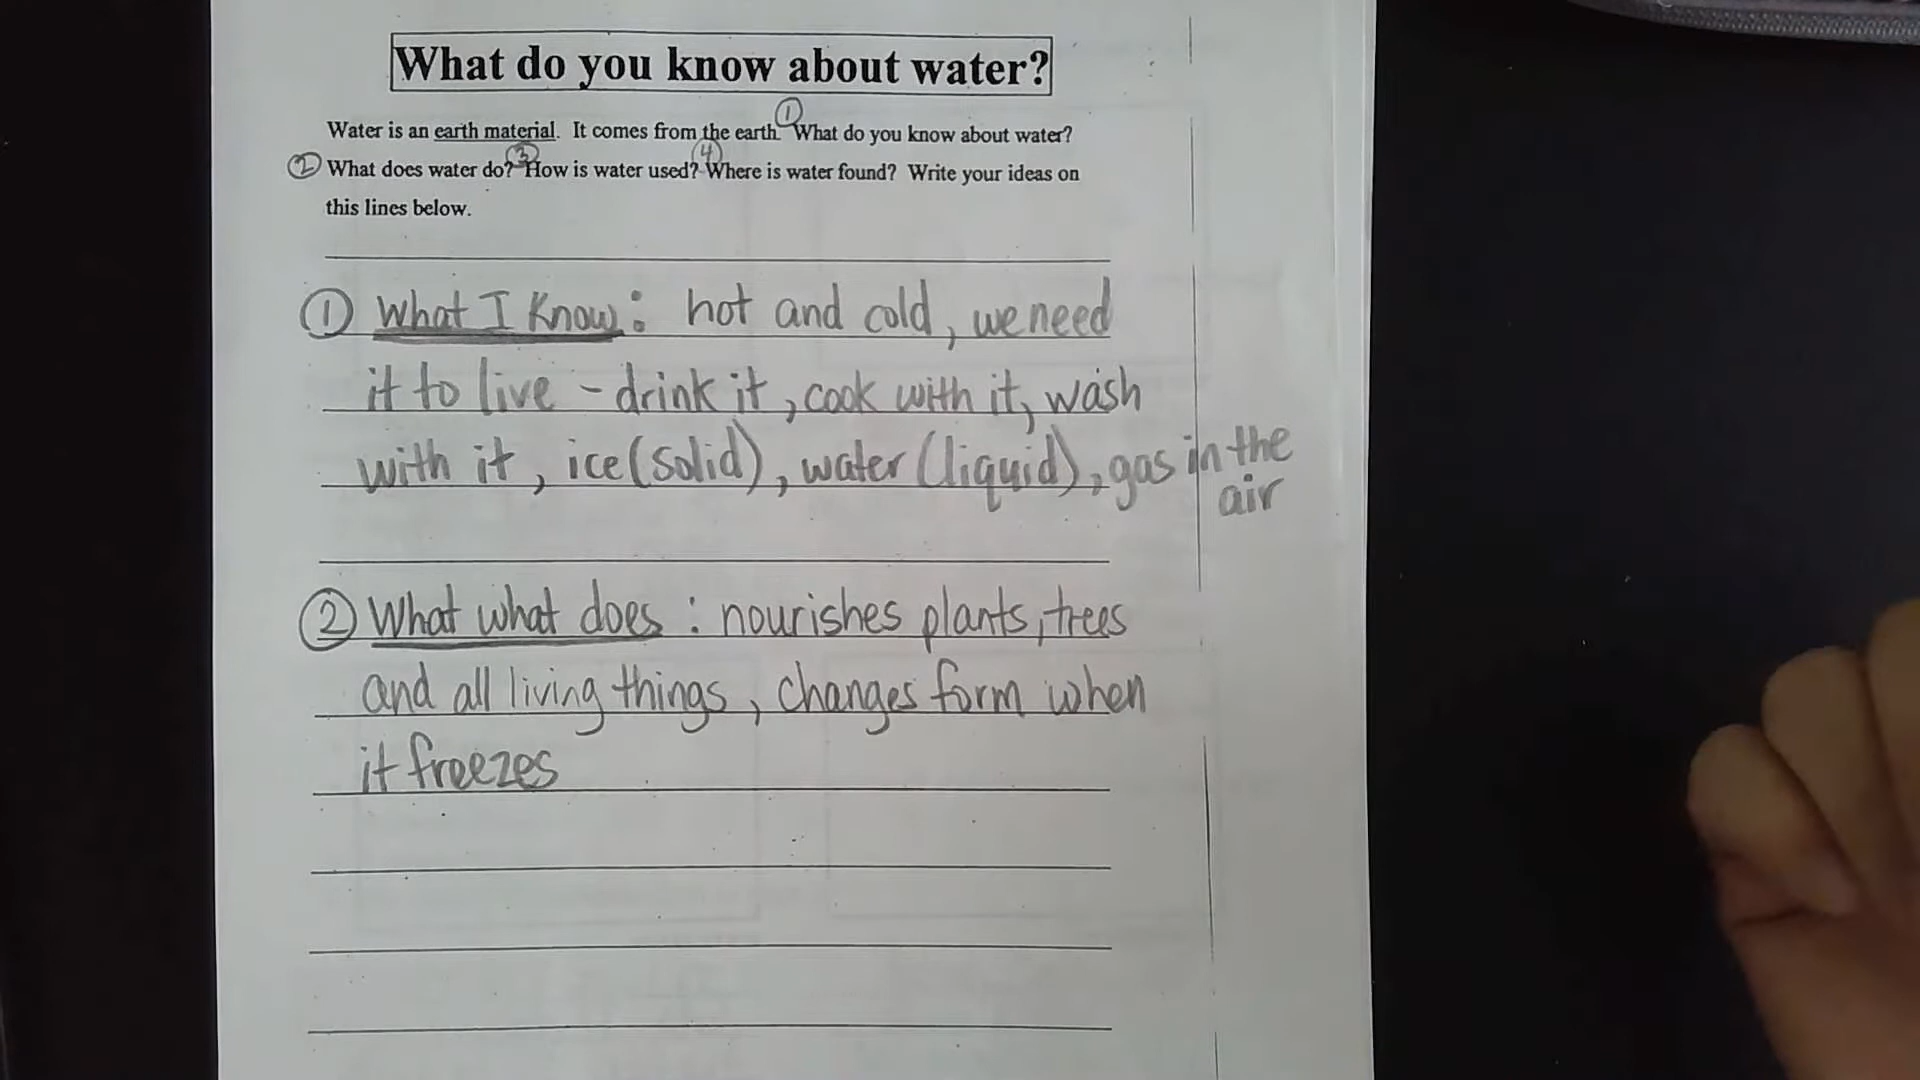 What do you know about water?
Water is an earth material. It comes from the earth. ① What do you know about water?
② What does water do? ③ How is water used? ④ Where is water found? Write your ideas on
this lines below.
① What I Know: hot and cold, we need
it to live - drink it, cook with it, wash
with it, ice (solid), water (liquid), gas in the
air
② What what does: nourishes plants, trees
and all living things, changes form when
it freezes